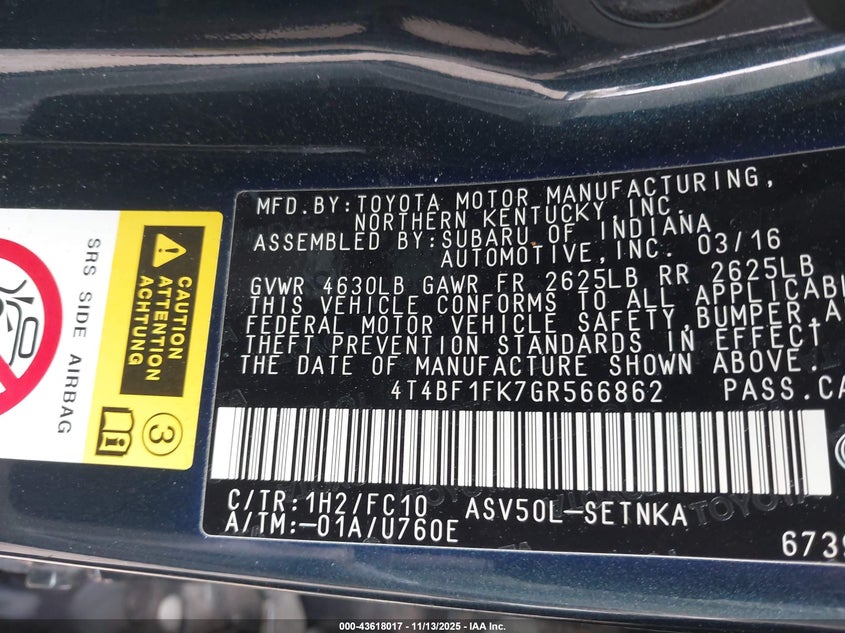 MFD.BY:TOYOTA MOTOR MANUFACTURING,
NORTHERN KENTUCKY,INC.
ASSEMBLED BY:SUBARU OF INDIANA
AUTOMOTIVE,INC. 03/16
GVWR 4630LB GAWR FR 2625LB RR 2625LB
THIS VEHICLE CONFORMS TO ALL APPLICABL
FEDERAL MOTOR VEHICLE SAFETY,BUMPER,A
THEFT PREVENTION STANDARDS IN EFFECT
THE DATE OF MANUFACTURE SHOWN ABOVE.
4T4BF1FK7GR566862 PASS.CA
C/TR:1H2/FC10 ASV50L-SETNKA
A/TM:-01A/U760E
6739
SRS SIDE AIRBAG
CAUTION
ATTENTION
ACHTUNG
i
3
TOYOTA
000-43618017 - 11/13/2025 - IAA Inc.